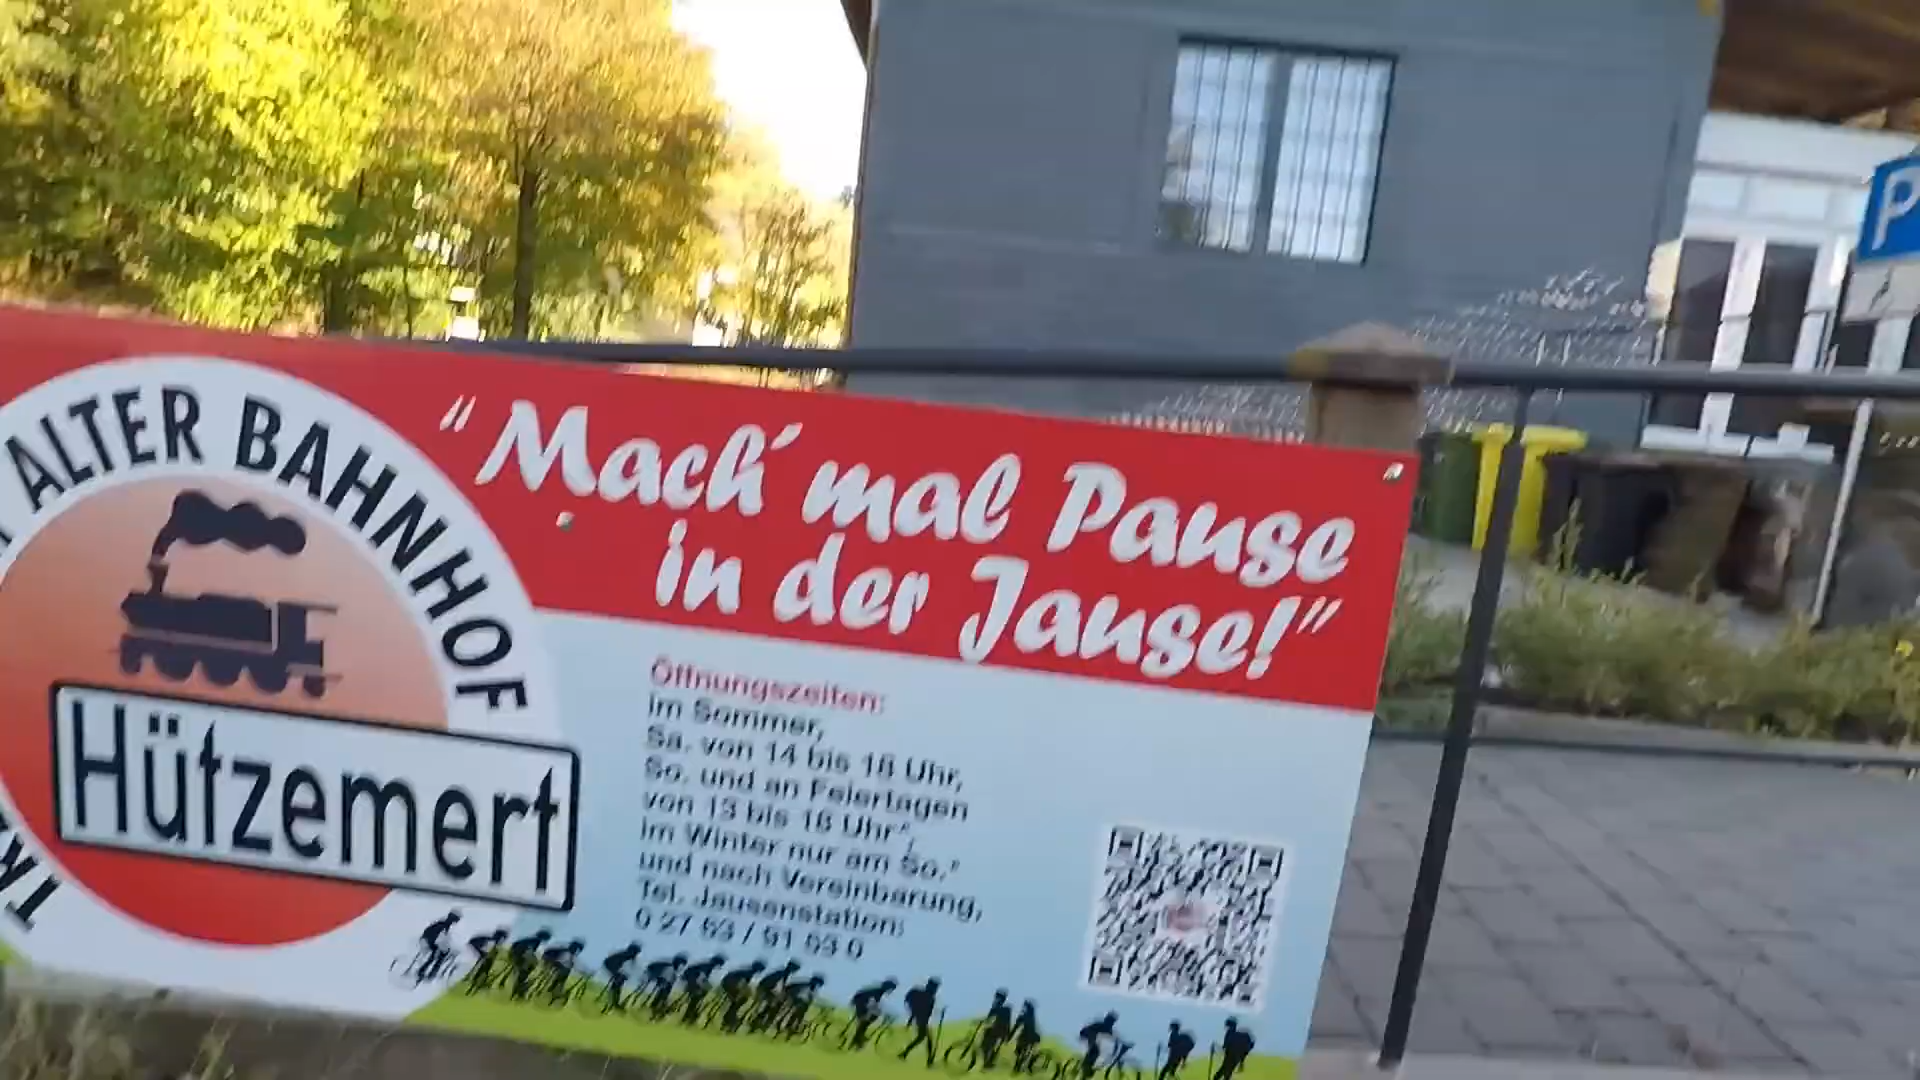 ALTER BAHNHOF
Hützemert
"Mach' mal Pause
in der Jause!"
Öffnungszeiten:
Im Sommer,
Sa. von 14 bis 18 Uhr,
So. und an Feiertagen
von 13 bis 18 Uhr*,
im Winter nur am So.*
und nach Vereinbarung,
Tel. Jausenstation:
0 27 63 / 91 63 0
P